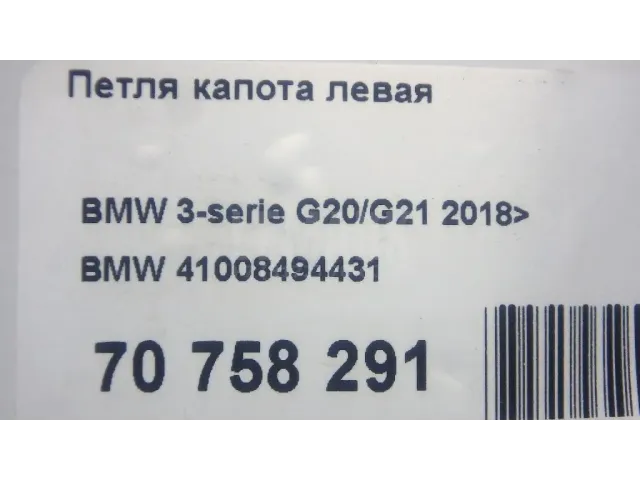 Петля капота левая
BMW 3-serie G20/G21 2018>
BMW 41008494431
70 758 291